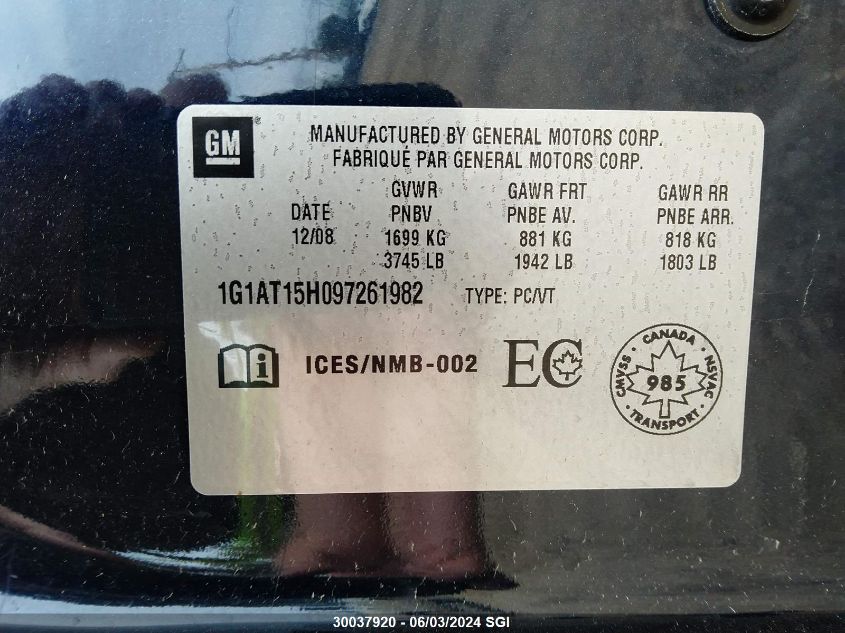 GM
MANUFACTURED BY GENERAL MOTORS CORP.
FABRIQUÉ PAR GENERAL MOTORS CORP.
GVWR GAWR FRT GAWR RR
DATE PNBV PNBE AV. PNBE ARR.
12/08 1699 KG 881 KG 818 KG
3745 LB 1942 LB 1803 LB
1G1AT15H097261982 TYPE: PC/VT
i ICES/NMB-002 EC
CANADA
CMVSS 985 NSVAC
TRANSPORT
30037920 - 06/03/2024 SGI